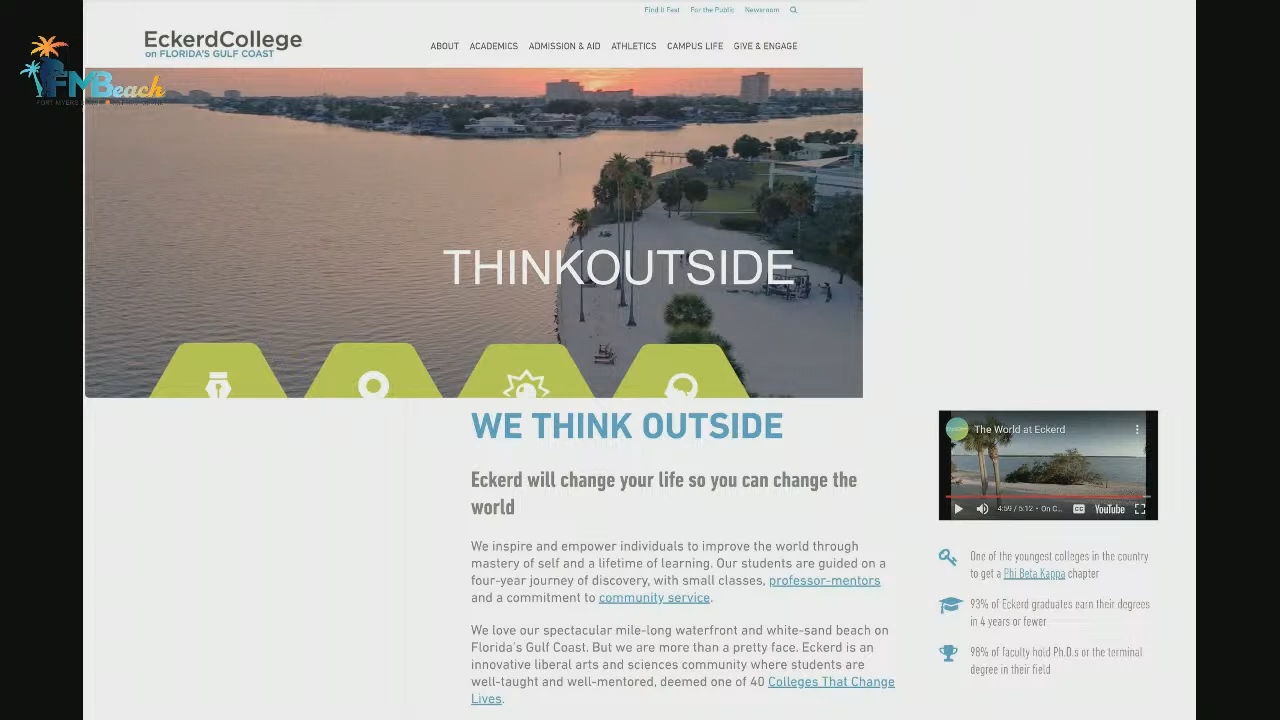 Find It Fast For the Public Newsroom
EckerdCollege
on FLORIDA'S GULF COAST
ABOUT ACADEMICS ADMISSION & AID ATHLETICS CAMPUS LIFE GIVE & ENGAGE
FMBeach
THINKOUTSIDE
WE THINK OUTSIDE
Eckerd will change your life so you can change the
world
We inspire and empower individuals to improve the world through
mastery of self and a lifetime of learning. Our students are guided on a
four-year journey of discovery, with small classes, professor-mentors
and a commitment to community service.
We love our spectacular mile-long waterfront and white-sand beach on
Florida's Gulf Coast. But we are more than a pretty face. Eckerd is an
innovative liberal arts and sciences community where students are
well-taught and well-mentored, deemed one of 40 Colleges That Change
Lives.
The World at Eckerd
4:59 / 5:12 • On C...
CC
YouTube
One of the youngest colleges in the country
to get a Phi Beta Kappa chapter
93% of Eckerd graduates earn their degrees
in 4 years or fewer
98% of faculty hold Ph.D.s or the terminal
degree in their field